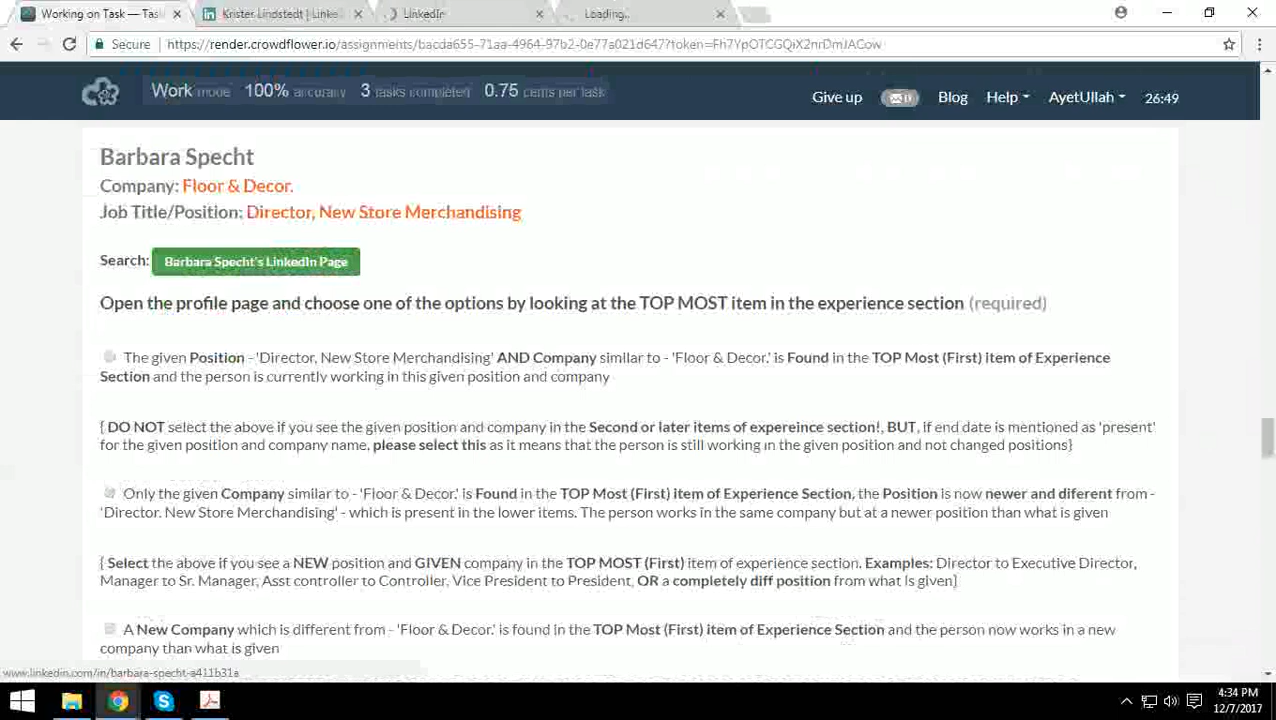 Working on Task — Task
Krister Lindstedt | Linke
LinkedIn
Loading...
Secure
https://render.crowdflower.io/assignments/bacda655-71aa-4964-97b2-0e77a021d647?token=Fh7YpOTCGQiX2nrDmJACow
Work mode 100% accuracy 3 tasks completed 0.75 cents per task
Give up 0 Blog Help AyetUllah 26:49
Barbara Specht
Company: Floor & Decor.
Job Title/Position: Director, New Store Merchandising
Search: Barbara Specht's LinkedIn Page
Open the profile page and choose one of the options by looking at the TOP MOST item in the experience section (required)
The given Position - 'Director, New Store Merchandising' AND Company similar to - 'Floor & Decor.' is Found in the TOP Most (First) item of Experience
Section and the person is currently working in this given position and company
{ DO NOT select the above if you see the given position and company in the Second or later items of expereince section!, BUT, if end date is mentioned as 'present'
for the given position and company name, please select this as it means that the person is still working in the given position and not changed positions}
Only the given Company similar to - 'Floor & Decor.' is Found in the TOP Most (First) item of Experience Section, the Position is now newer and diferent from -
'Director, New Store Merchandising' - which is present in the lower items. The person works in the same company but at a newer position than what is given
{ Select the above if you see a NEW position and GIVEN company in the TOP MOST (First) item of experience section. Examples: Director to Executive Director,
Manager to Sr. Manager, Asst controller to Controller, Vice President to President, OR a completely diff position from what is given}
A New Company which is different from - 'Floor & Decor.' is found in the TOP Most (First) item of Experience Section and the person now works in a new
company than what is given
www.linkedin.com/in/barbara-specht-a411b31a
4:34 PM
12/7/2017